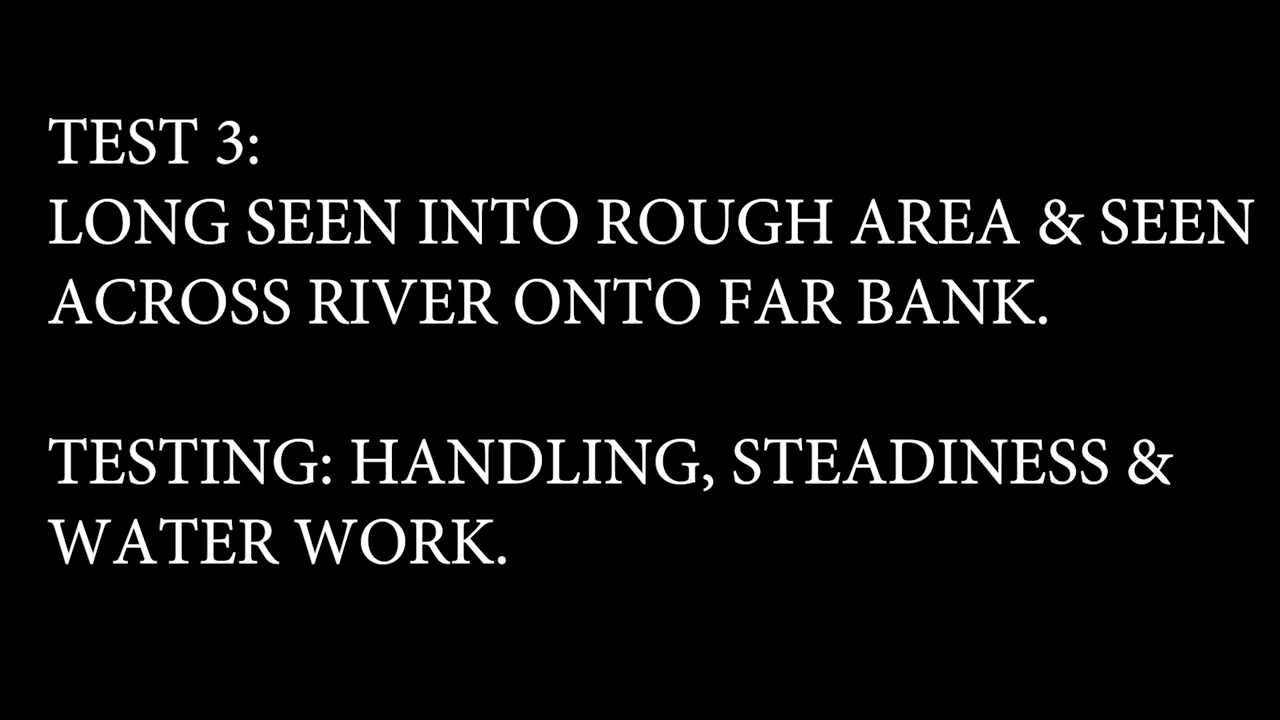 TEST 3:
LONG SEEN INTO ROUGH AREA & SEEN
ACROSS RIVER ONTO FAR BANK.
TESTING: HANDLING, STEADINESS &
WATER WORK.